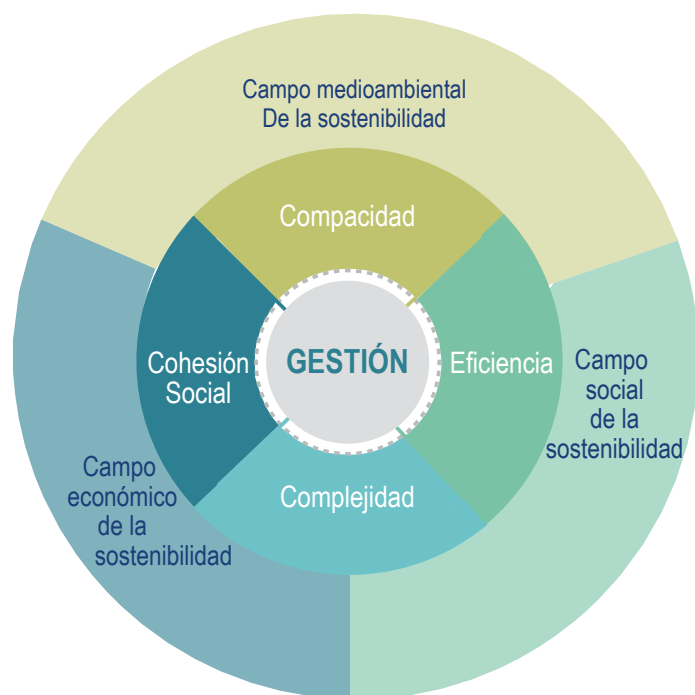 Campo medioambiental
De la sostenibilidad
Compacidad
Cohesión
Social
GESTIÓN
Eficiencia
Campo
social
de la
sostenibilidad
Campo
económico
de la
sostenibilidad
Complejidad